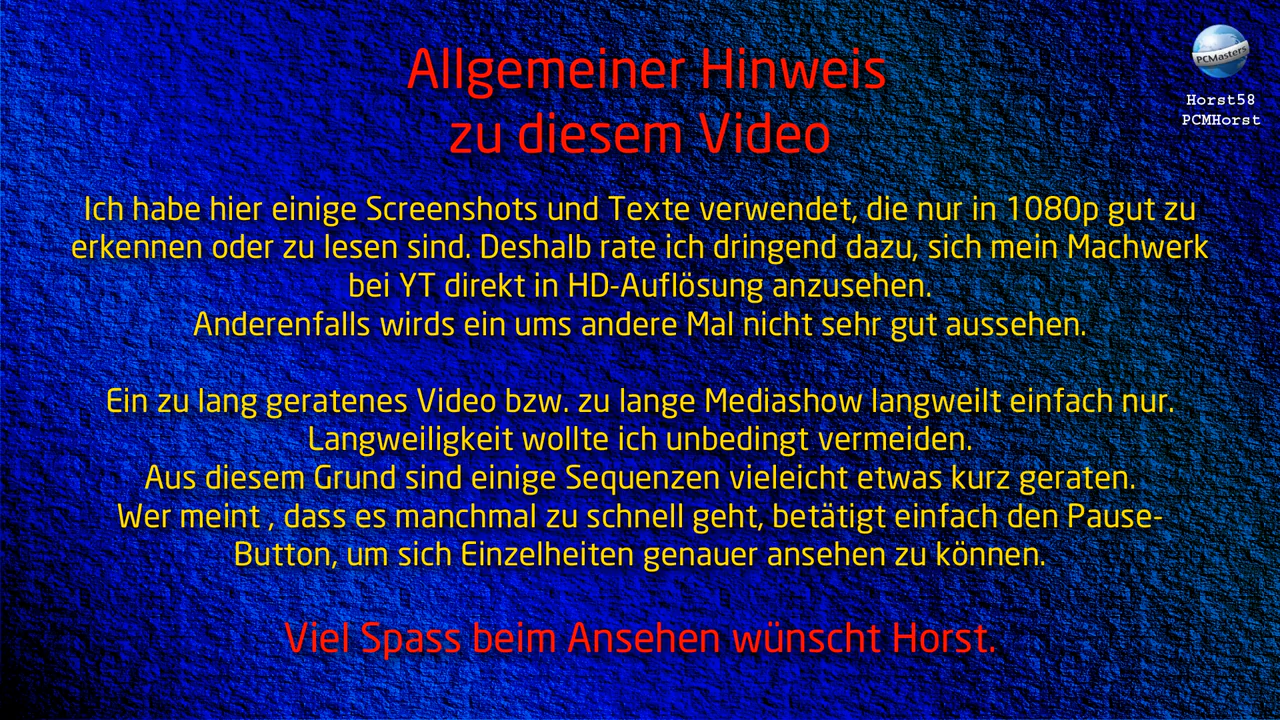 Allgemeiner Hinweis
zu diesem Video
PCMasters
Horst58
PCMHorst
Ich habe hier einige Screenshots und Texte verwendet, die nur in 1080p gut zu
erkennen oder zu lesen sind. Deshalb rate ich dringend dazu, sich mein Machwerk
bei YT direkt in HD-Auflösung anzusehen.
Anderenfalls wirds ein ums andere Mal nicht sehr gut aussehen.
Ein zu lang geratenes Video bzw. zu lange Mediashow langweilt einfach nur.
Langweiligkeit wollte ich unbedingt vermeiden.
Aus diesem Grund sind einige Sequenzen vieleicht etwas kurz geraten.
Wer meint , dass es manchmal zu schnell geht, betätigt einfach den Pause-
Button, um sich Einzelheiten genauer ansehen zu können.
Viel Spass beim Ansehen wünscht Horst.